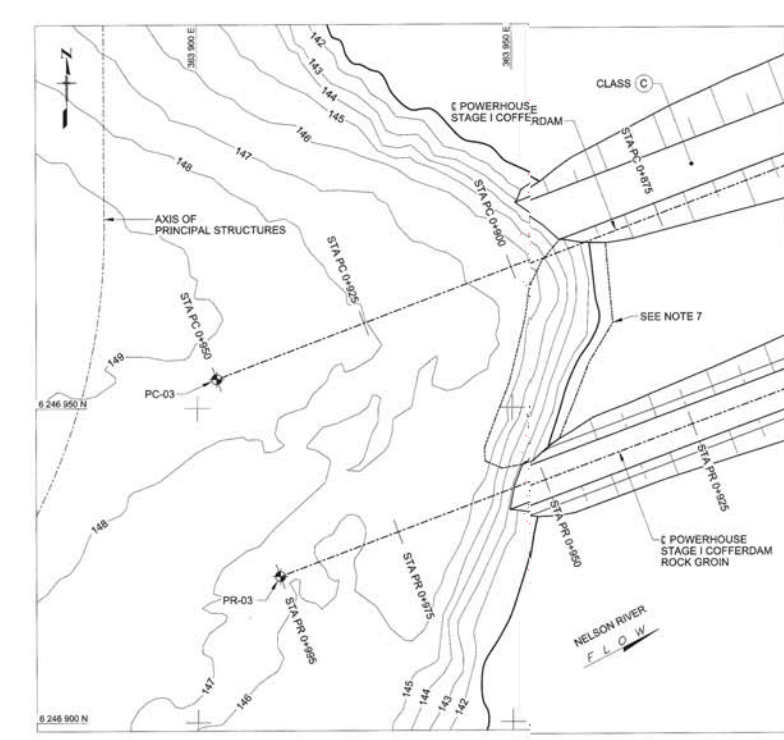 363 900 E
363 950 E
142
143
144
145
146
147
148
149
N
CLASS C
℄ POWERHOUSE
STAGE I COFFERDAM
STA PC 0+875
AXIS OF
PRINCIPAL STRUCTURES
STA PC 0+900
STA PC 0+925
STA PC 0+950
SEE NOTE 7
PC-03
6 246 950 N
STA PR 0+925
148
STA PR 0+950
℄ POWERHOUSE
STAGE I COFFERDAM
ROCK GROIN
STA PR 0+975
PR-03
STA PR 0+995
NELSON RIVER
FLOW
147
146
145
144
143
142
6 246 900 N